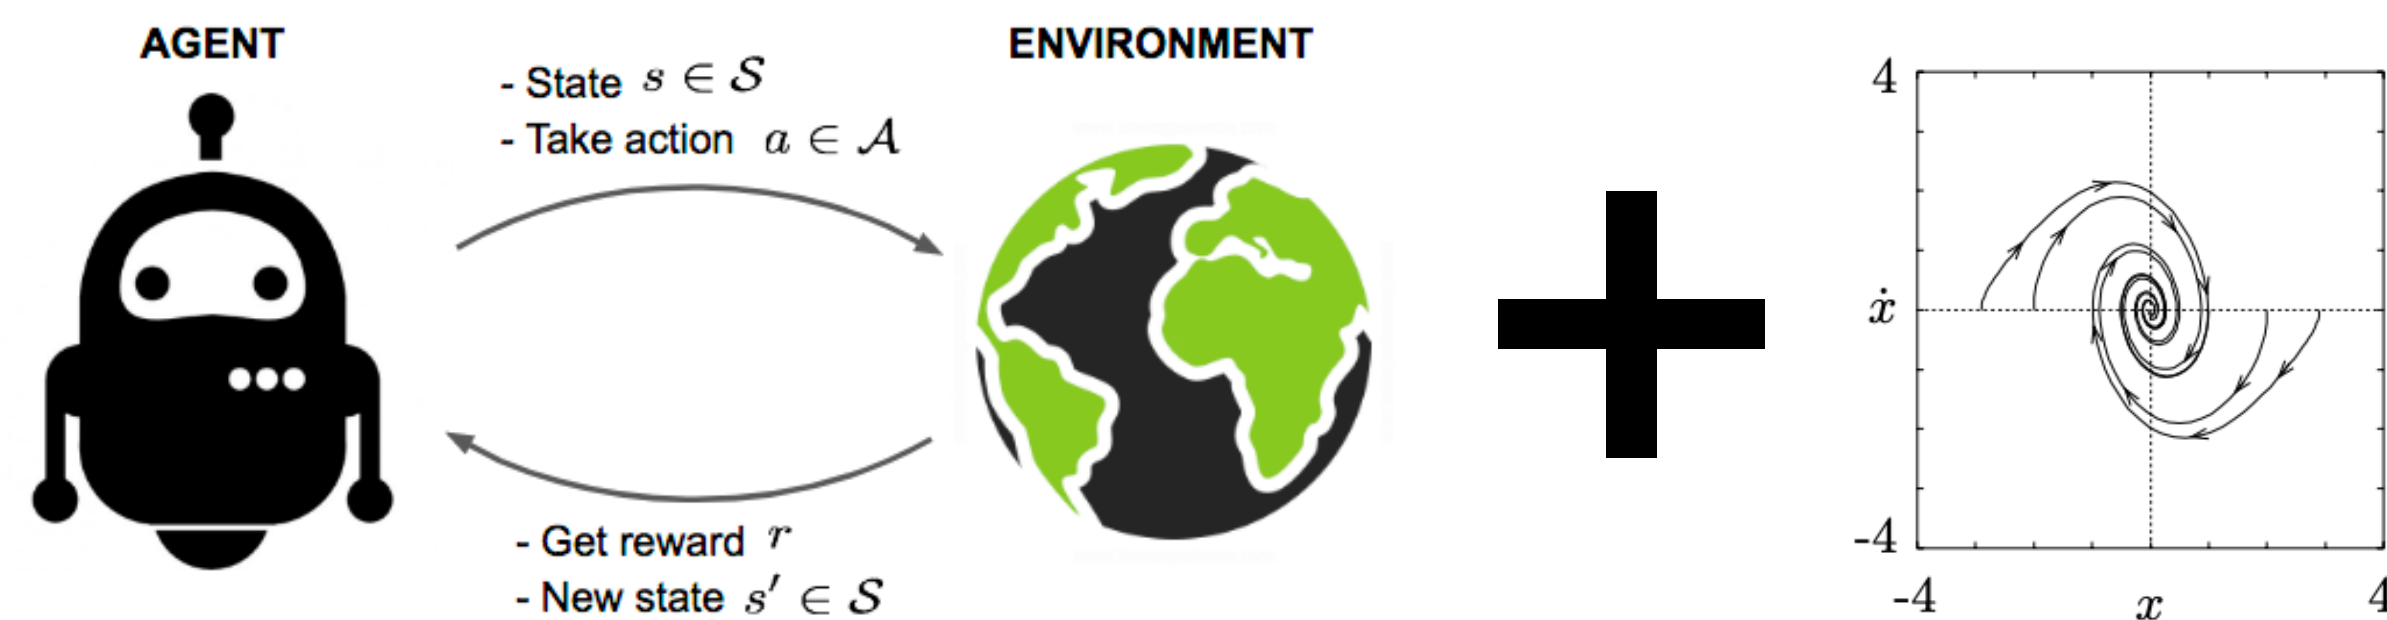 AGENT
ENVIRONMENT
- State s ∈ 𝒮
- Take action a ∈ 𝒜
- Get reward r
- New state s′ ∈ 𝒮
4
ẋ
-4
-4 x 4